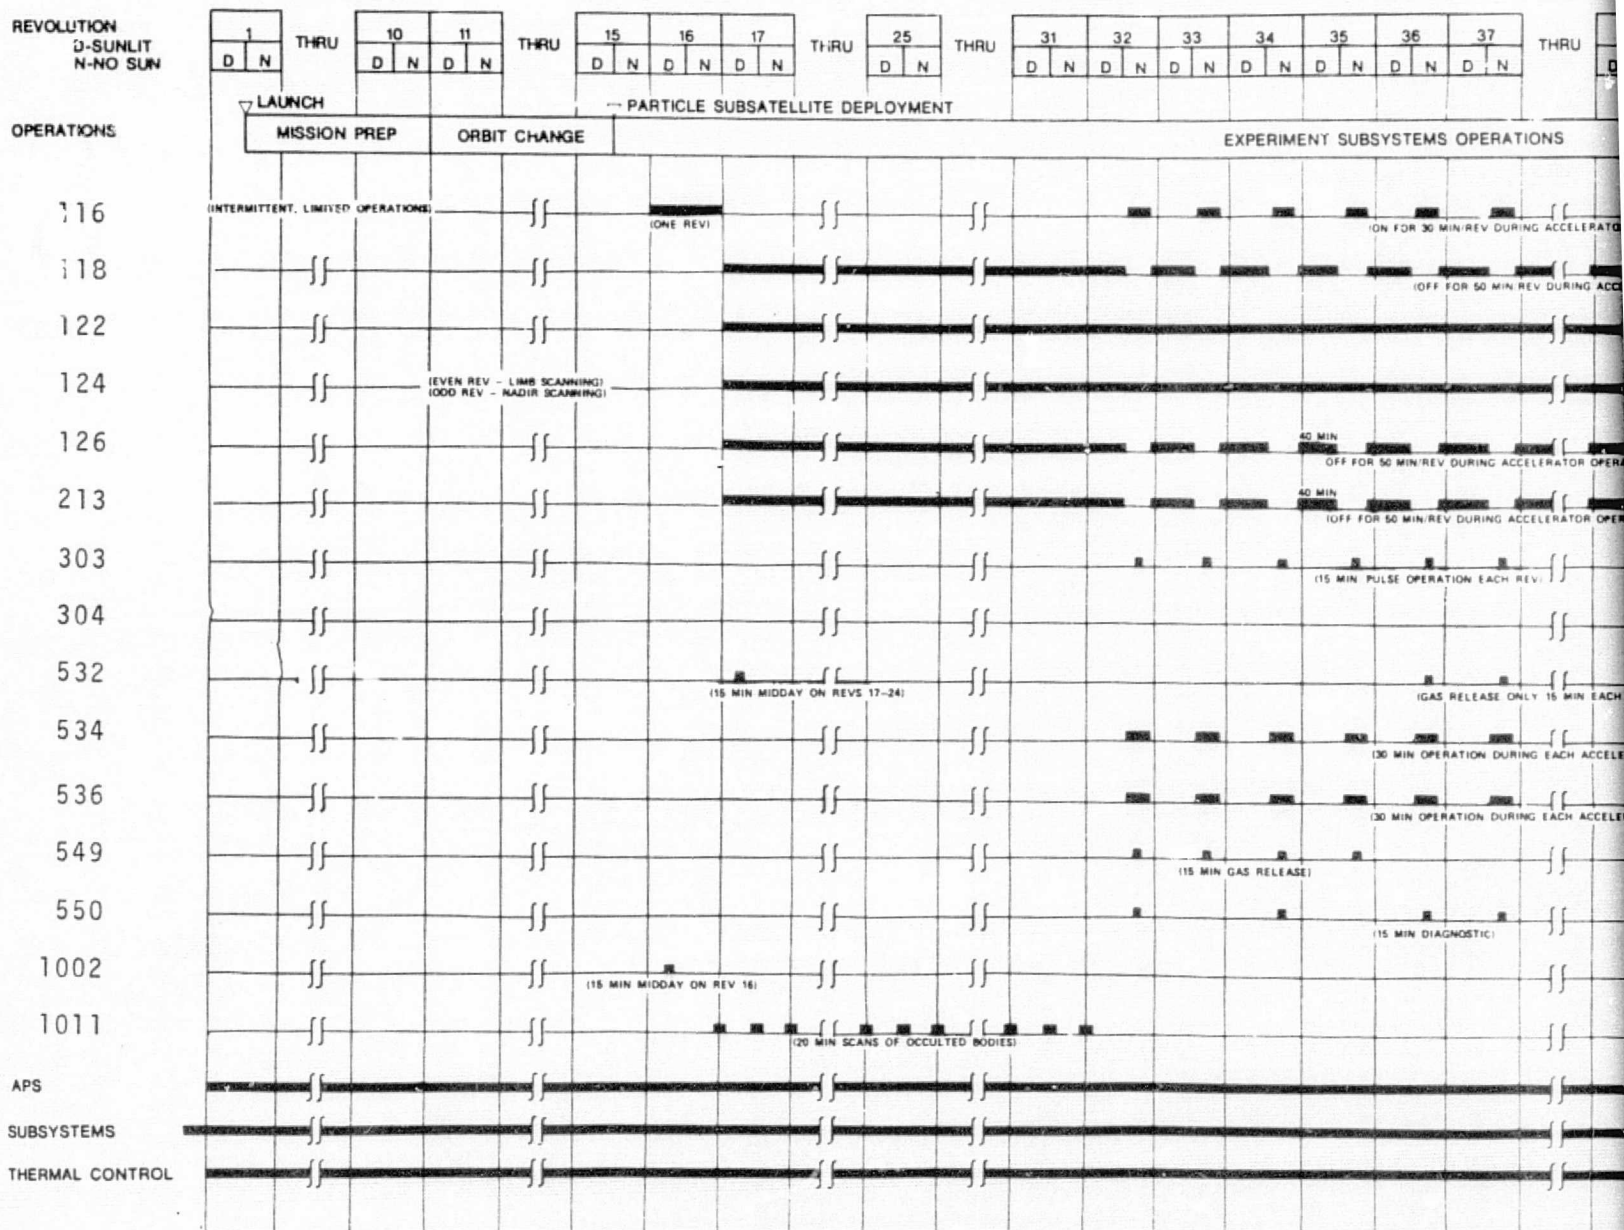 REVOLUTION 1 THRU 10 11 THRU 15 16 17 THRU 25 THRU 31 32 33 34 35 36 37 THRU
D-SUNLIT
N-NO SUN D N D N D N D N D N D N D N D N D N D N D N D N D N D N D
LAUNCH PARTICLE SUBSATELLITE DEPLOYMENT
OPERATIONS MISSION PREP ORBIT CHANGE EXPERIMENT SUBSYSTEMS OPERATIONS
116 (INTERMITTENT, LIMITED OPERATIONS)
(ONE REV) (ON FOR 30 MIN/REV DURING ACCELERATO
118
(OFF FOR 50 MIN/REV DURING ACCE
122
124 (EVEN REV - LIMB SCANNING)
(ODD REV - NADIR SCANNING)
126 40 MIN
OFF FOR 50 MIN/REV DURING ACCELERATOR OPERA
213 40 MIN
(OFF FOR 50 MIN/REV DURING ACCELERATOR OPER
303
(15 MIN PULSE OPERATION EACH REV)
304
532
(15 MIN MIDDAY ON REVS 17-24) (GAS RELEASE ONLY 15 MIN EACH
534
(30 MIN OPERATION DURING EACH ACCELE
536
(30 MIN OPERATION DURING EACH ACCELE
549
(15 MIN GAS RELEASE)
550
(15 MIN DIAGNOSTIC)
1002
(15 MIN MIDDAY ON REV 16)
1011
(20 MIN SCANS OF OCCULTED BODIES)
APS
SUBSYSTEMS
THERMAL CONTROL